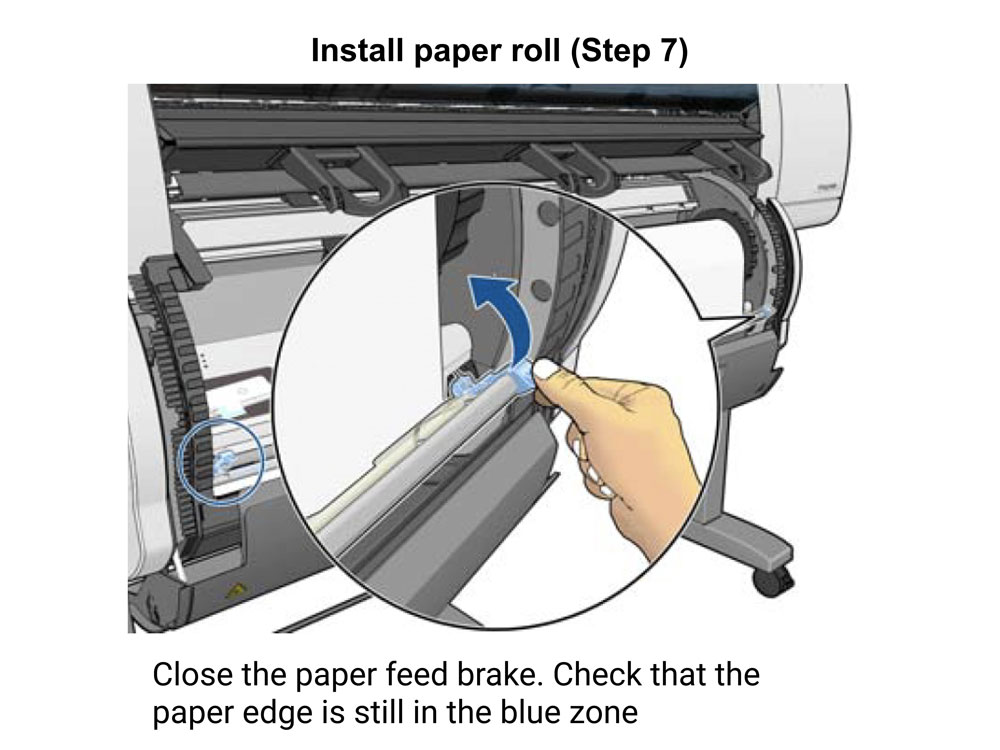 Install paper roll (Step 7)
Close the paper feed brake. Check that the
paper edge is still in the blue zone